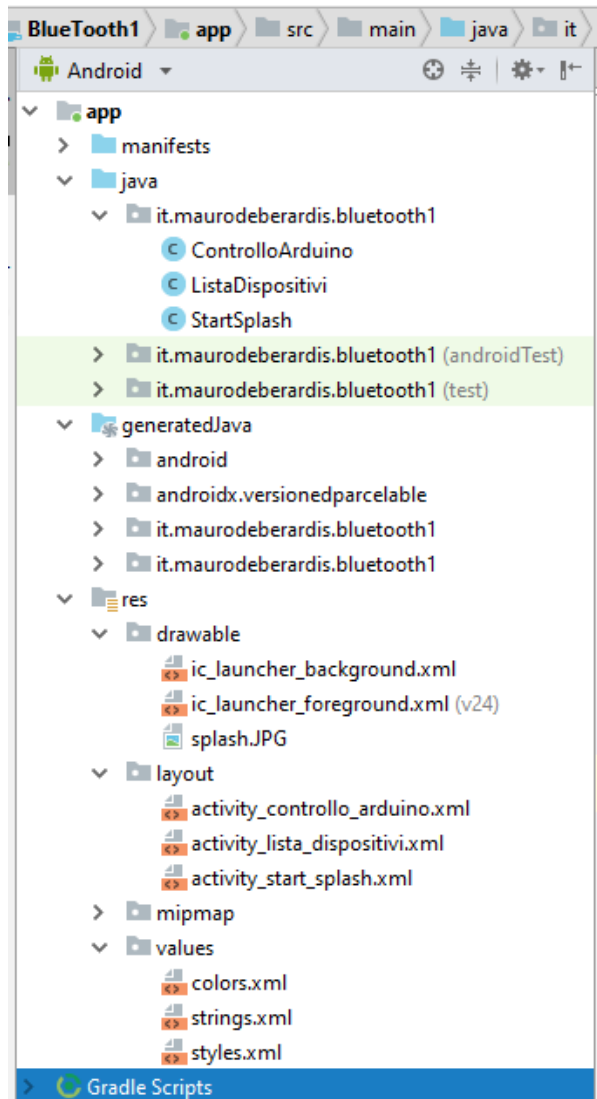 BlueTooth1 app src main java it
Android
app
manifests
java
it.maurodeberardis.bluetooth1
ControlloArduino
ListaDispositivi
StartSplash
it.maurodeberardis.bluetooth1 (androidTest)
it.maurodeberardis.bluetooth1 (test)
generatedJava
android
androidx.versionedparcelable
it.maurodeberardis.bluetooth1
it.maurodeberardis.bluetooth1
res
drawable
ic_launcher_background.xml
ic_launcher_foreground.xml (v24)
splash.JPG
layout
activity_controllo_arduino.xml
activity_lista_dispositivi.xml
activity_start_splash.xml
mipmap
values
colors.xml
strings.xml
styles.xml
Gradle Scripts